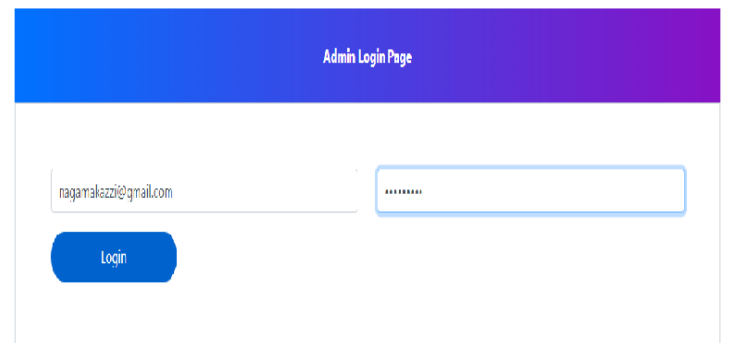 Admin Login Page
nagamakazzi@gmail.com •••••••••
Login